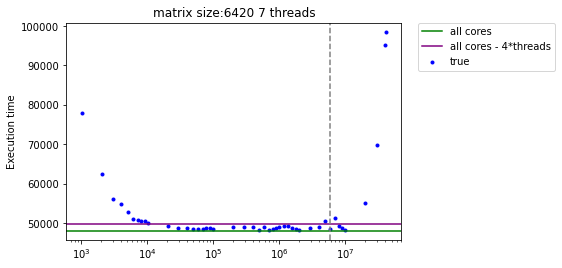 matrix size:6420 7 threads
100000
90000
80000
70000
60000
50000
Execution time
10³
10⁴
10⁵
10⁶
10⁷
all cores
all cores - 4*threads
true